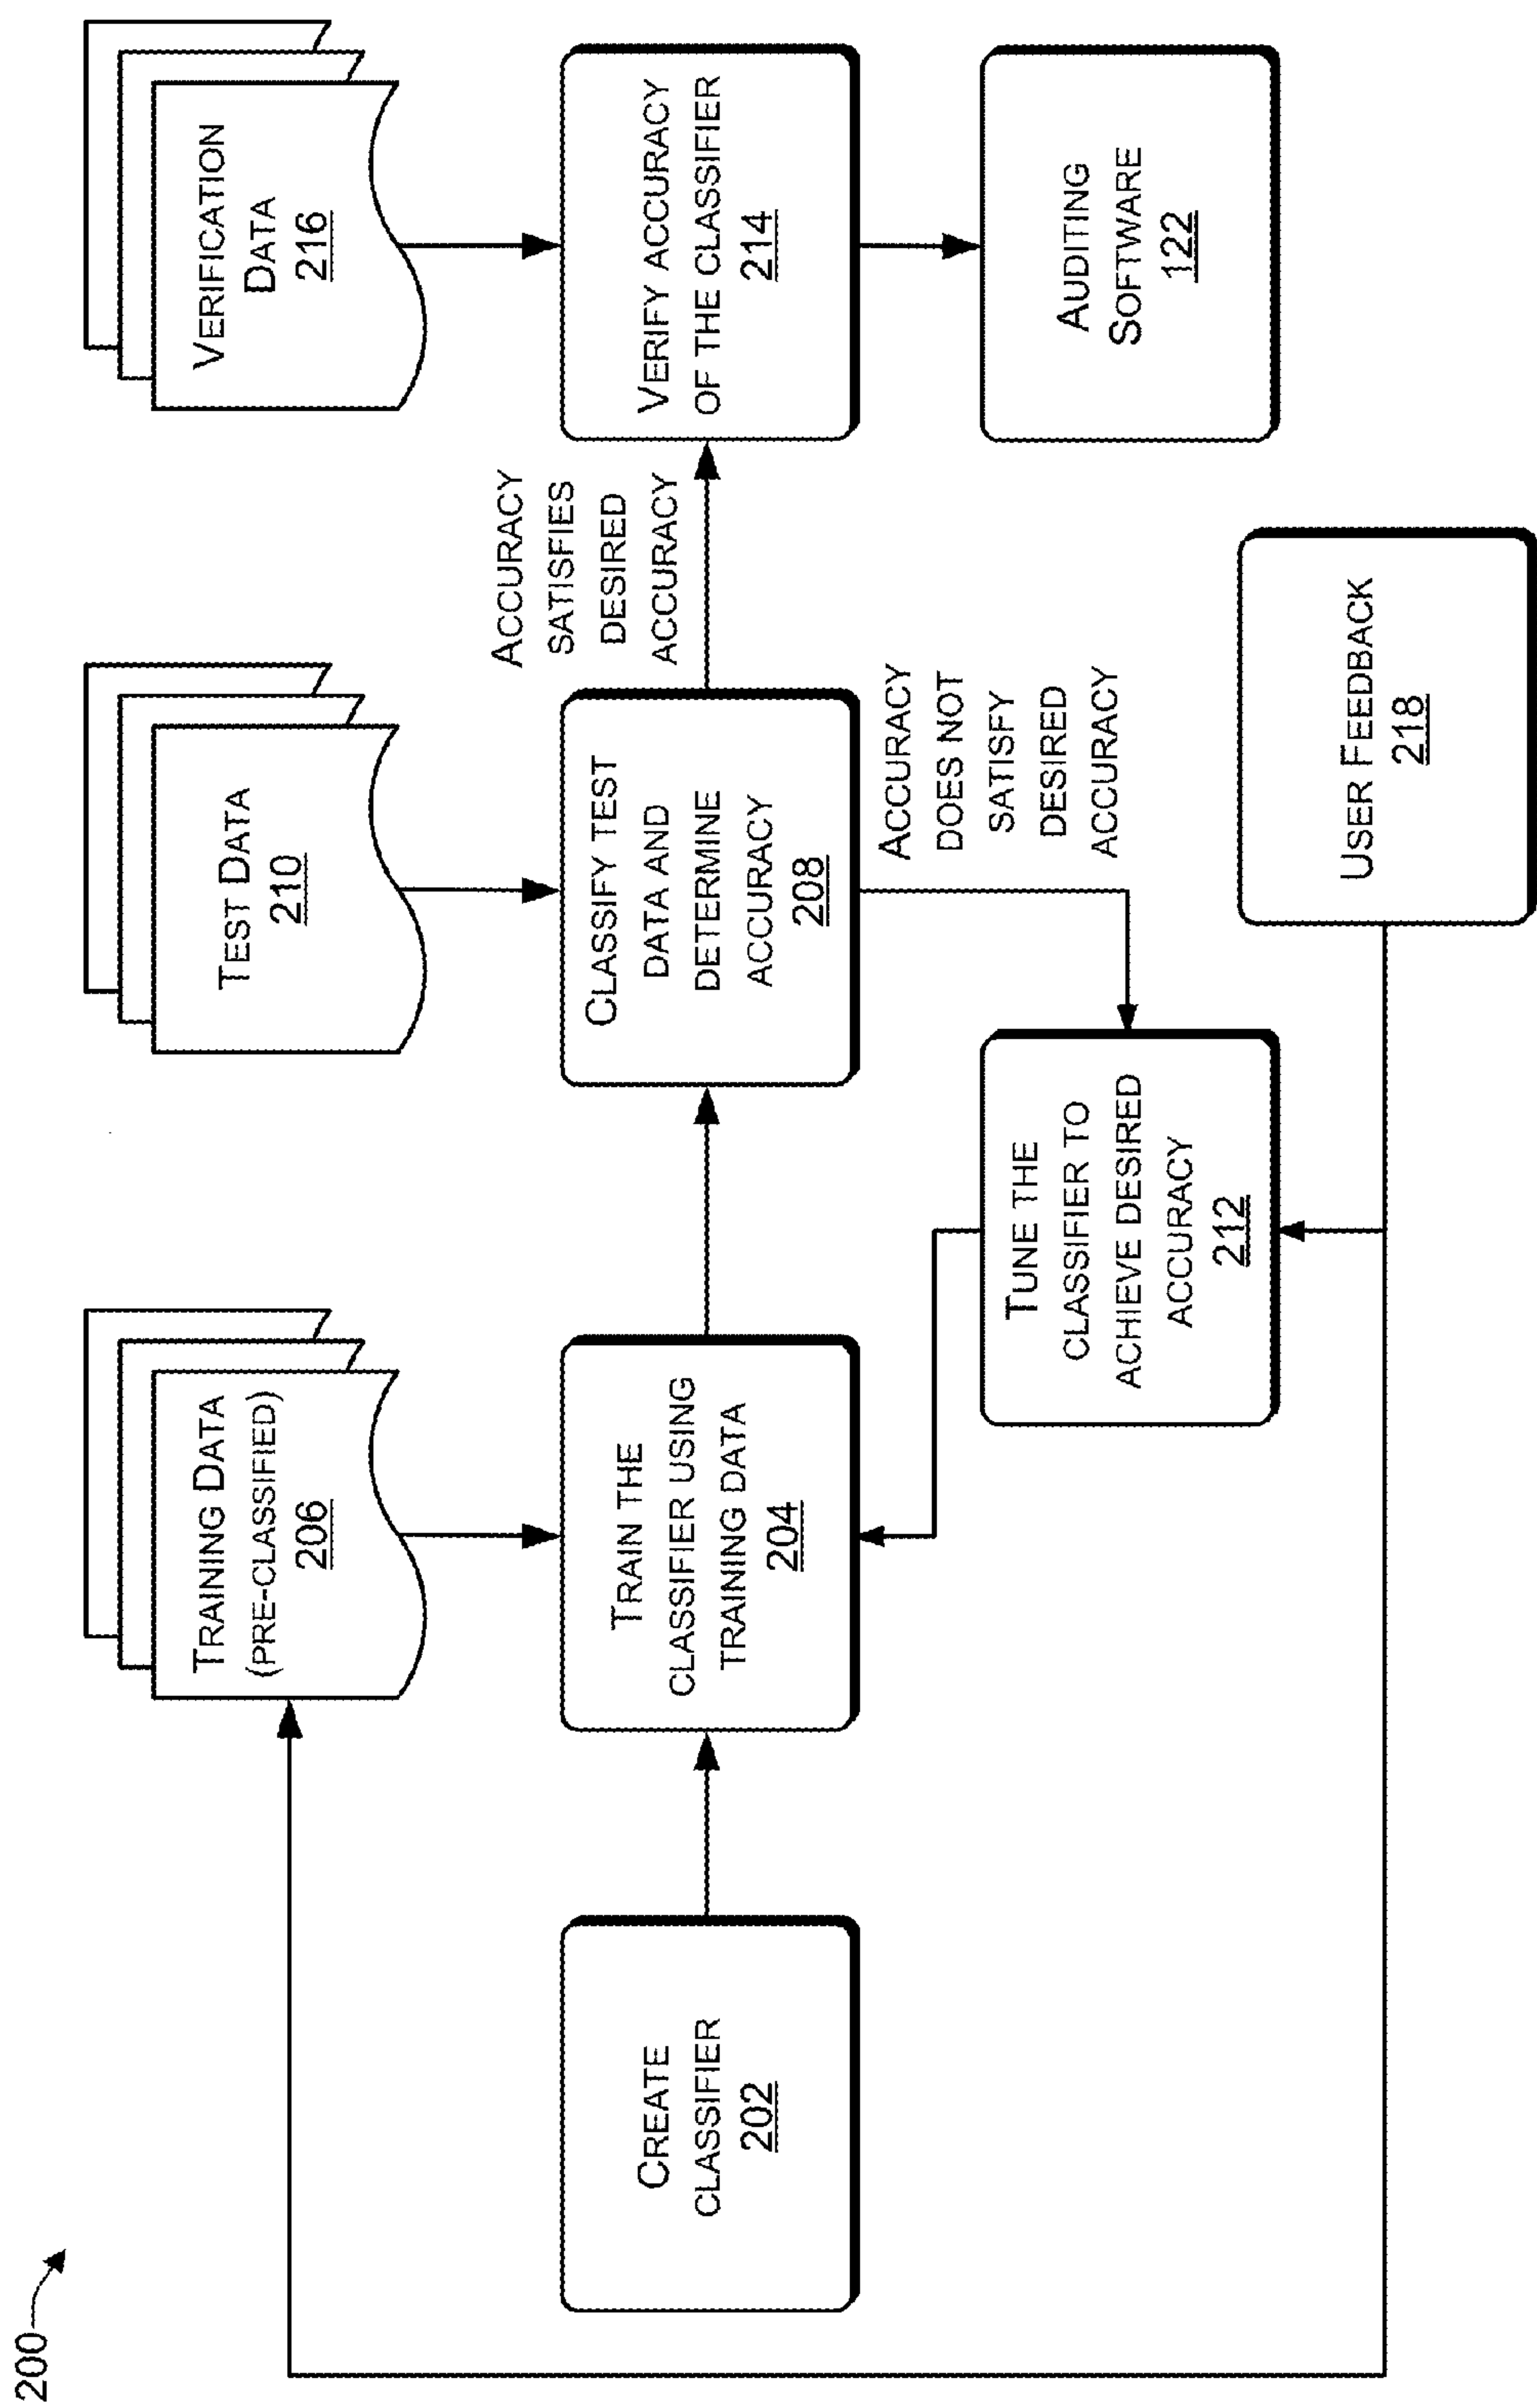 200
TRAINING DATA
(PRE-CLASSIFIED)
206
TEST DATA
210
VERIFICATION
DATA
216
CREATE
CLASSIFIER
202
TRAIN THE
CLASSIFIER USING
TRAINING DATA
204
CLASSIFY TEST
DATA AND
DETERMINE
ACCURACY
208
ACCURACY
SATISFIES
DESIRED
ACCURACY
VERIFY ACCURACY
OF THE CLASSIFIER
214
ACCURACY
DOES NOT
SATISFY
DESIRED
ACCURACY
TUNE THE
CLASSIFIER TO
ACHIEVE DESIRED
ACCURACY
212
AUDITING
SOFTWARE
122
USER FEEDBACK
218